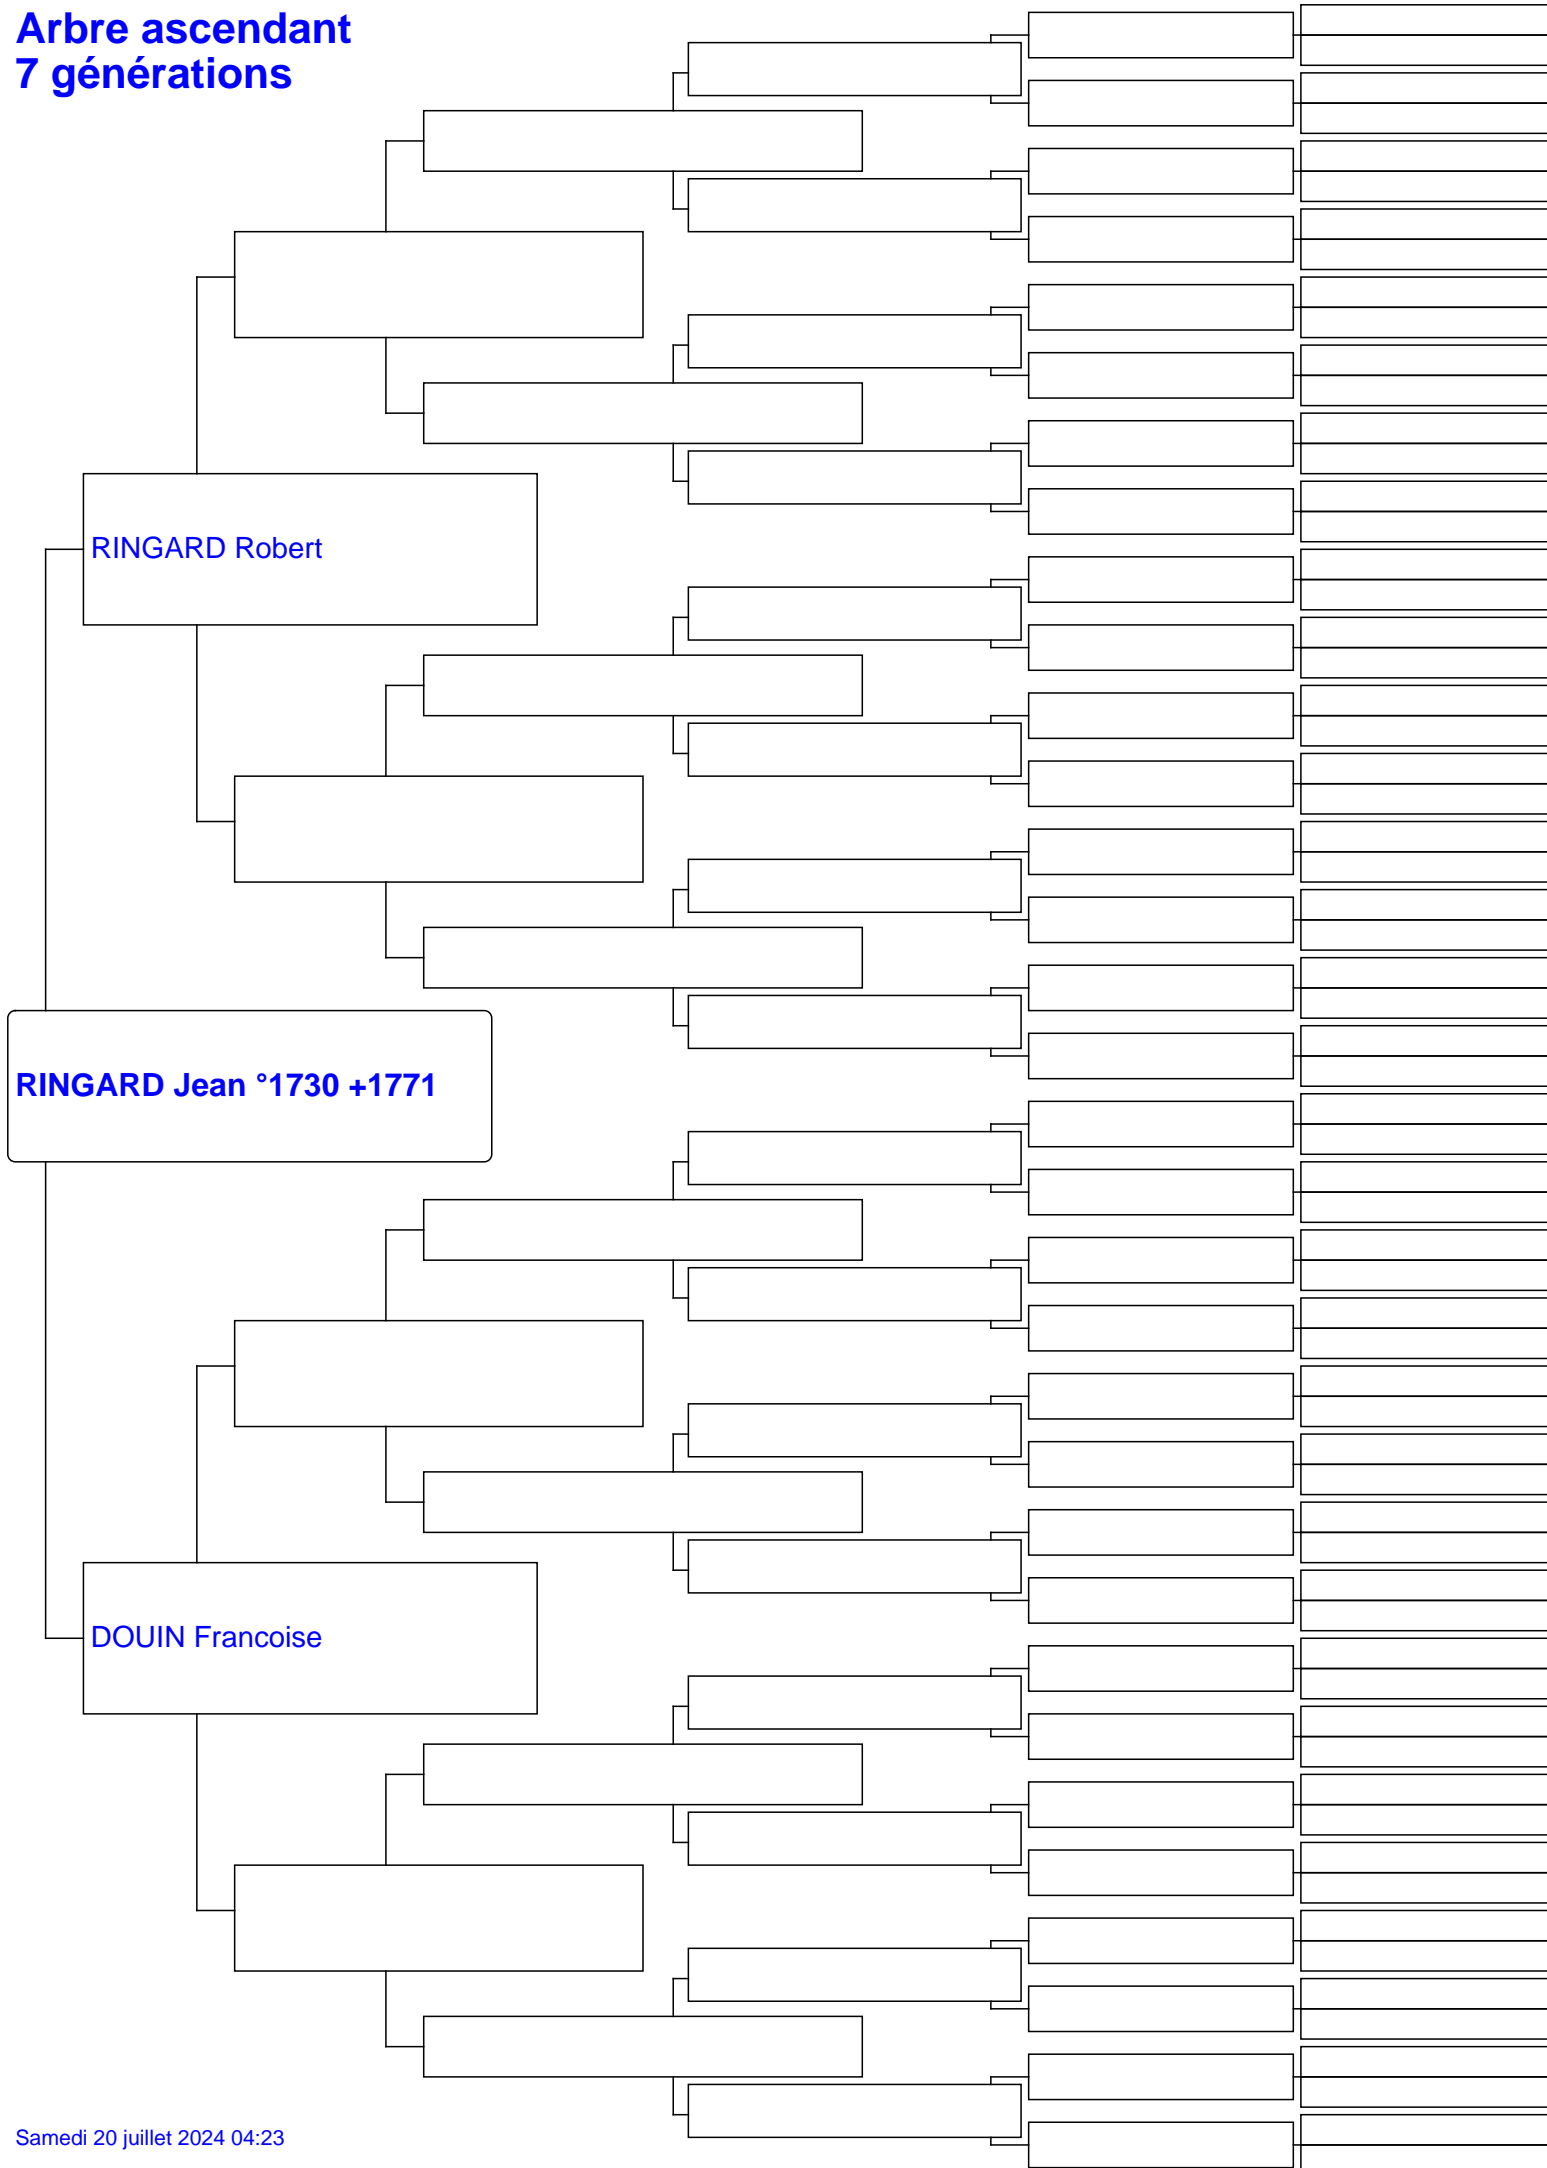 Arbre ascendant
7 générations
RINGARD Robert
RINGARD Jean °1730 +1771
DOUIN Francoise
Samedi 20 juillet 2024 04:23